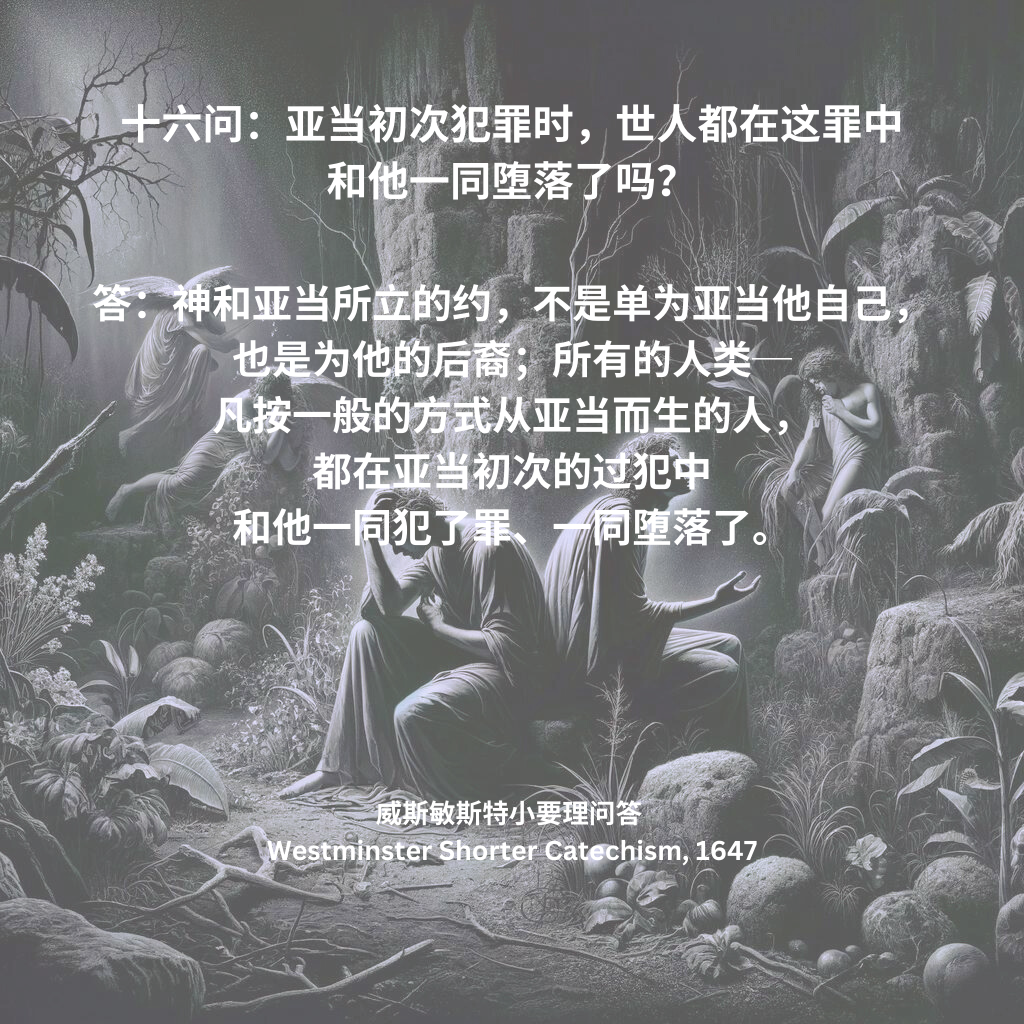 十六问：亚当初次犯罪时，世人都在这罪中
和他一同堕落了吗？
答：神和亚当所立的约，不是单为亚当他自己，
也是为他的后裔；所有的人类─
凡按一般的方式从亚当而生的人，
都在亚当初次的过犯中
和他一同犯了罪、一同堕落了。
威斯敏斯特小要理问答
Westminster Shorter Catechism, 1647